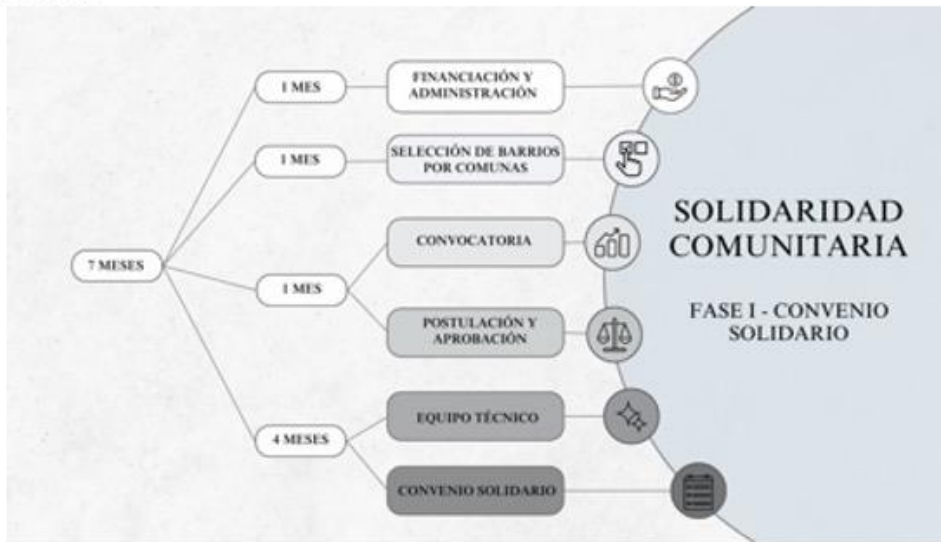 1 MES
FINANCIACIÓN Y
ADMINISTRACIÓN
1 MES
SELECCIÓN DE BARRIOS
POR COMUNAS
SOLIDARIDAD
COMUNITARIA
CONVOCATORIA
7 MESES
1 MES
FASE I - CONVENIO
SOLIDARIO
POSTULACIÓN Y
APROBACIÓN
EQUIPO TÉCNICO
4 MESES
CONVENIO SOLIDARIO